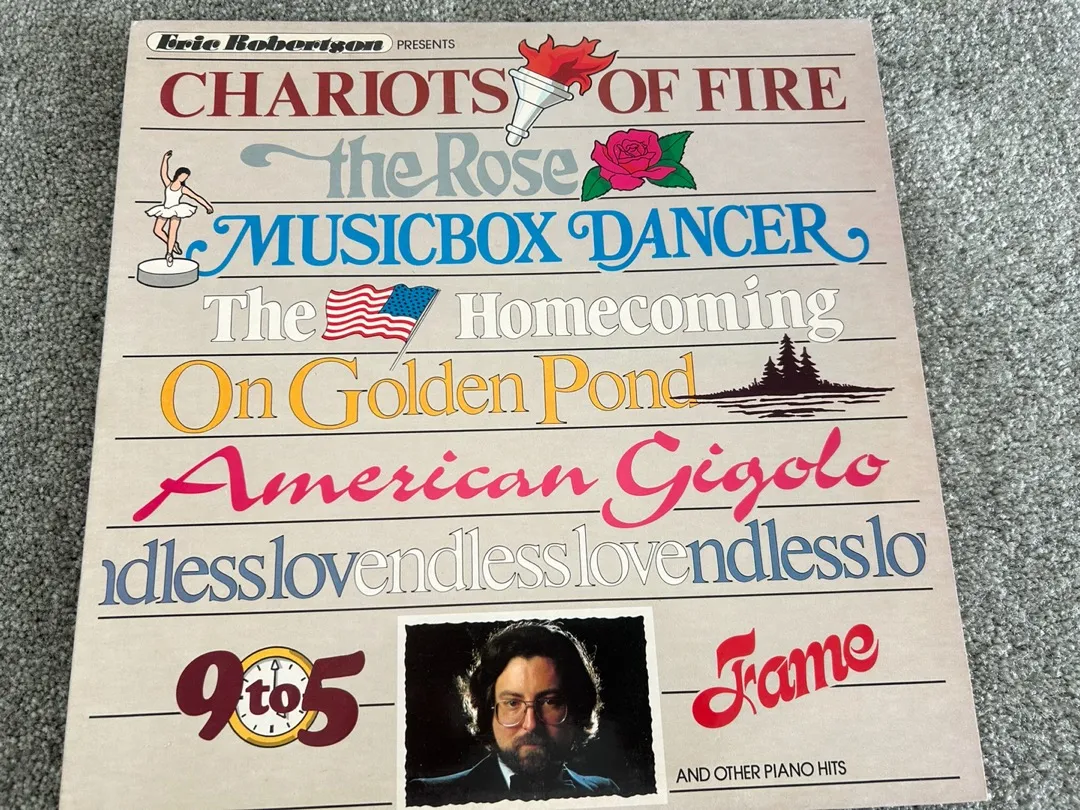 Eric Robertson PRESENTS
CHARIOTS OF FIRE
the Rose
MUSICBOX DANCER
The Homecoming
On Golden Pond
American Gigolo
ndlesslovendlesslovendlesslo
9 to 5
Fame
AND OTHER PIANO HITS